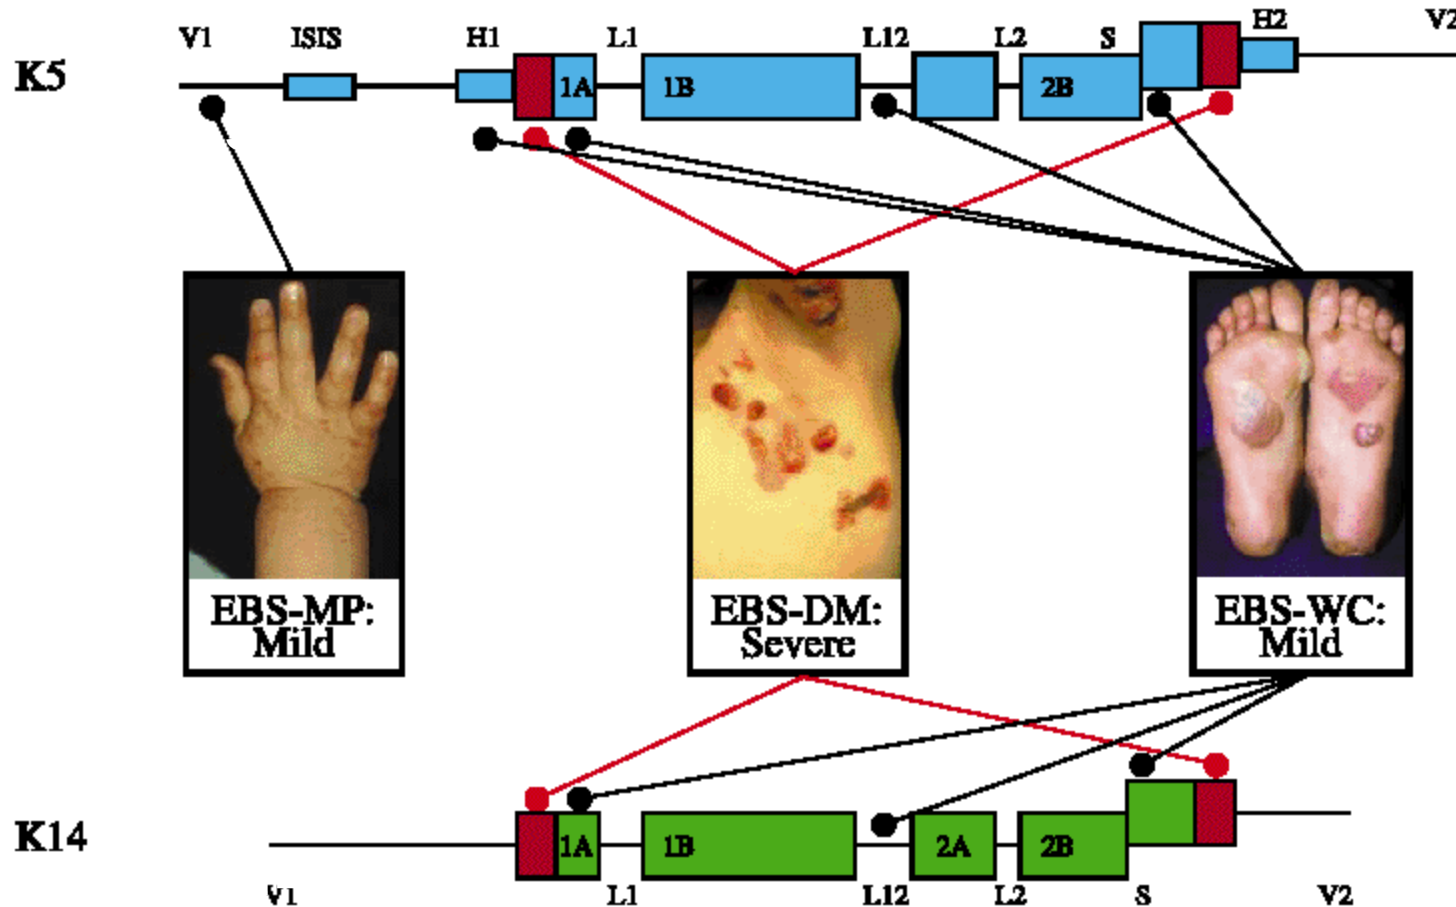 V1 ISIS H1 L1 L12 L2 S H2 V2
K5
1A 1B 2B
EBS-MP:
Mild
EBS-DM:
Severe
EBS-WC:
Mild
K14
1A 1B 2A 2B
V1 L1 L12 L2 S V2